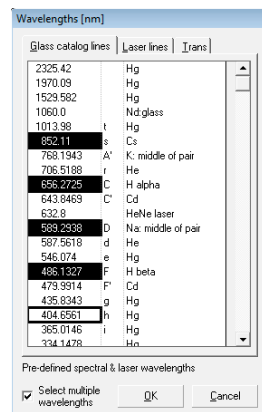 Wavelengths [nm]
Glass catalog lines Laser lines Trans
2325.42 Hg
1970.09 Hg
1529.582 Hg
1060.0 Nd:glass
1013.98 t Hg
852.11 s Cs
768.1943 A' K: middle of pair
706.5188 r He
656.2725 C H alpha
643.8469 C' Cd
632.8 HeNe laser
589.2938 D Na: middle of pair
587.5618 d He
546.074 e Hg
486.1327 F H beta
479.9914 F' Cd
435.8343 g Hg
404.6561 h Hg
365.0146 i Hg
334.1478 Hg
Pre-defined spectral & laser wavelengths
Select multiple
wavelengths OK Cancel